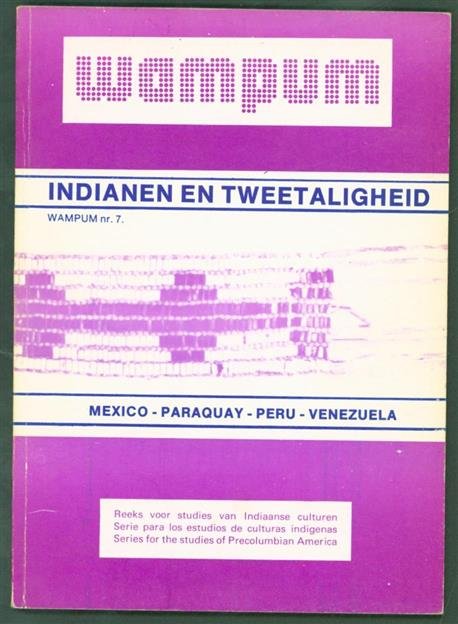 wampum
INDIANEN EN TWEETALIGHEID
WAMPUM nr. 7.
MEXICO - PARAQUAY - PERU - VENEZUELA
Reeks voor studies van Indiaanse culturen
Serie para los estudios de culturas indigenas
Series for the studies of Precolumbian America